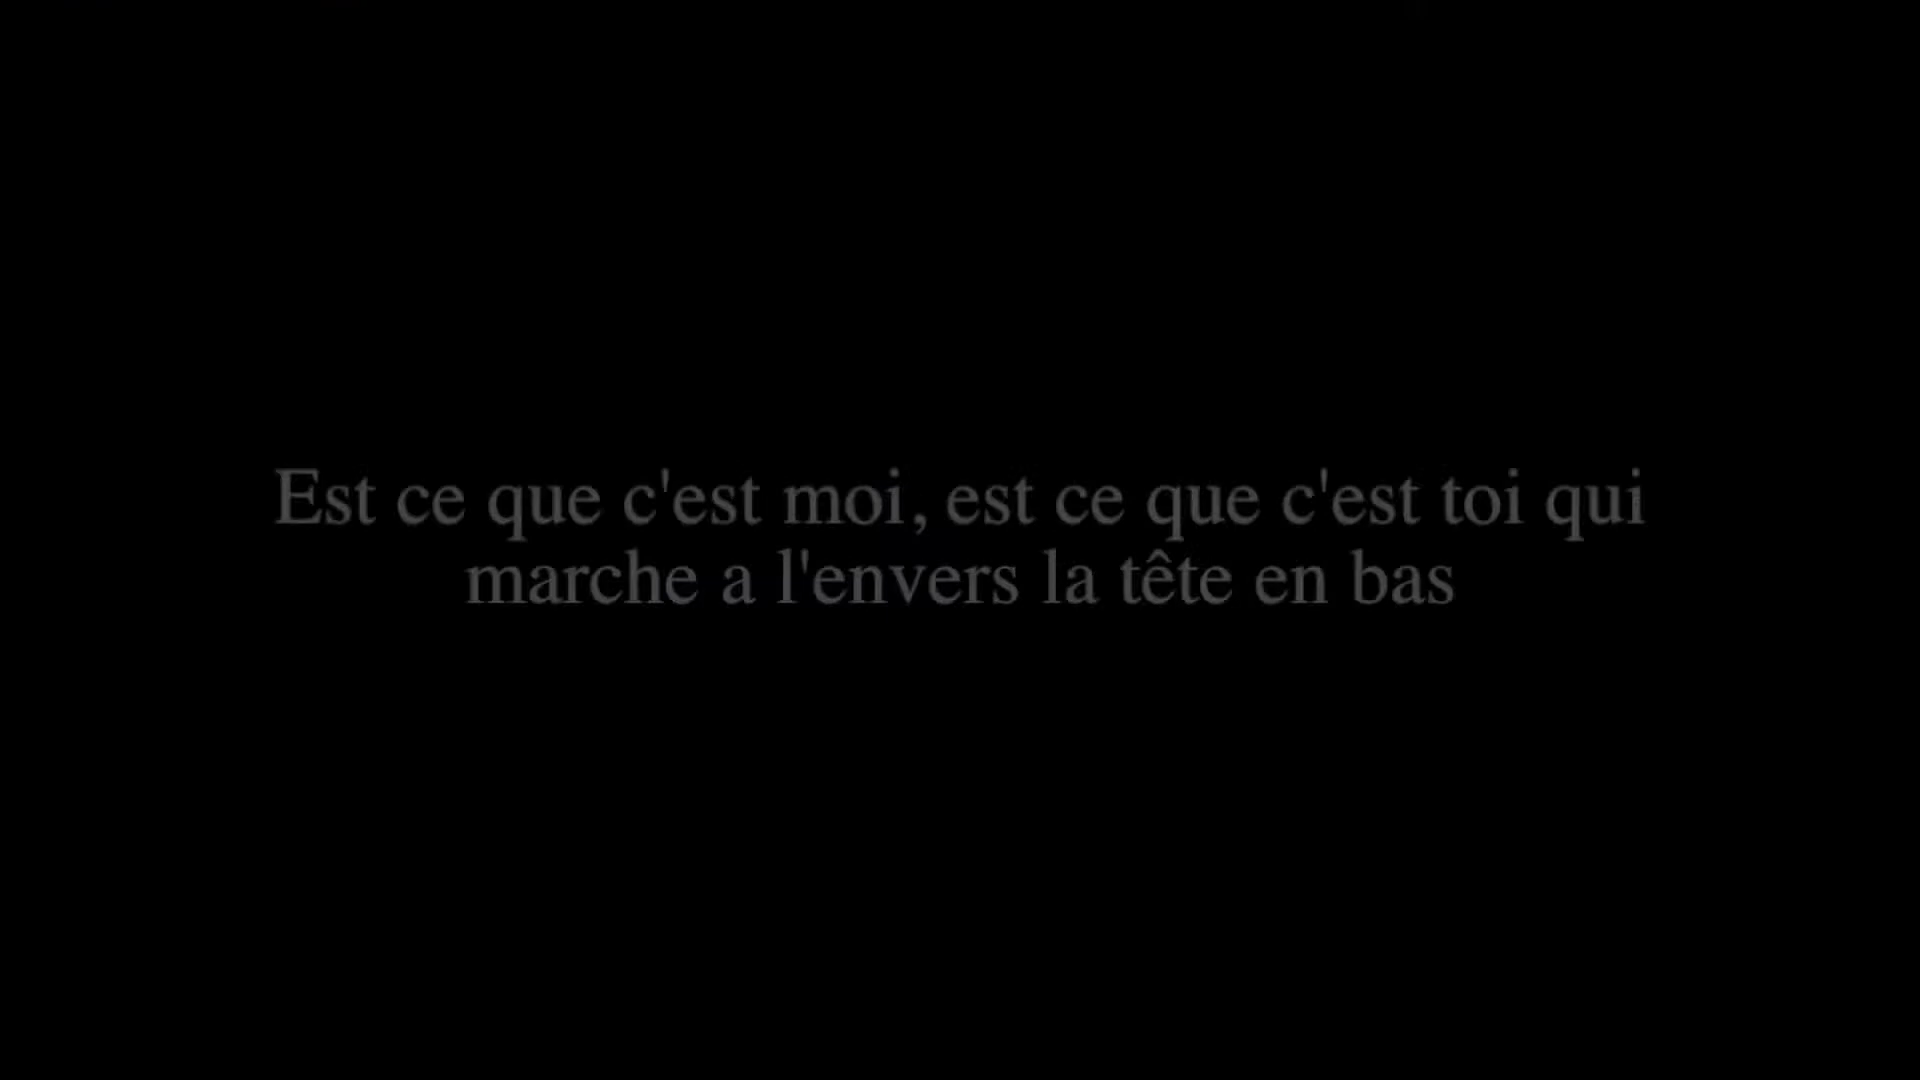 Est ce que c'est moi, est ce que c'est toi qui
marche a l'envers la tête en bas